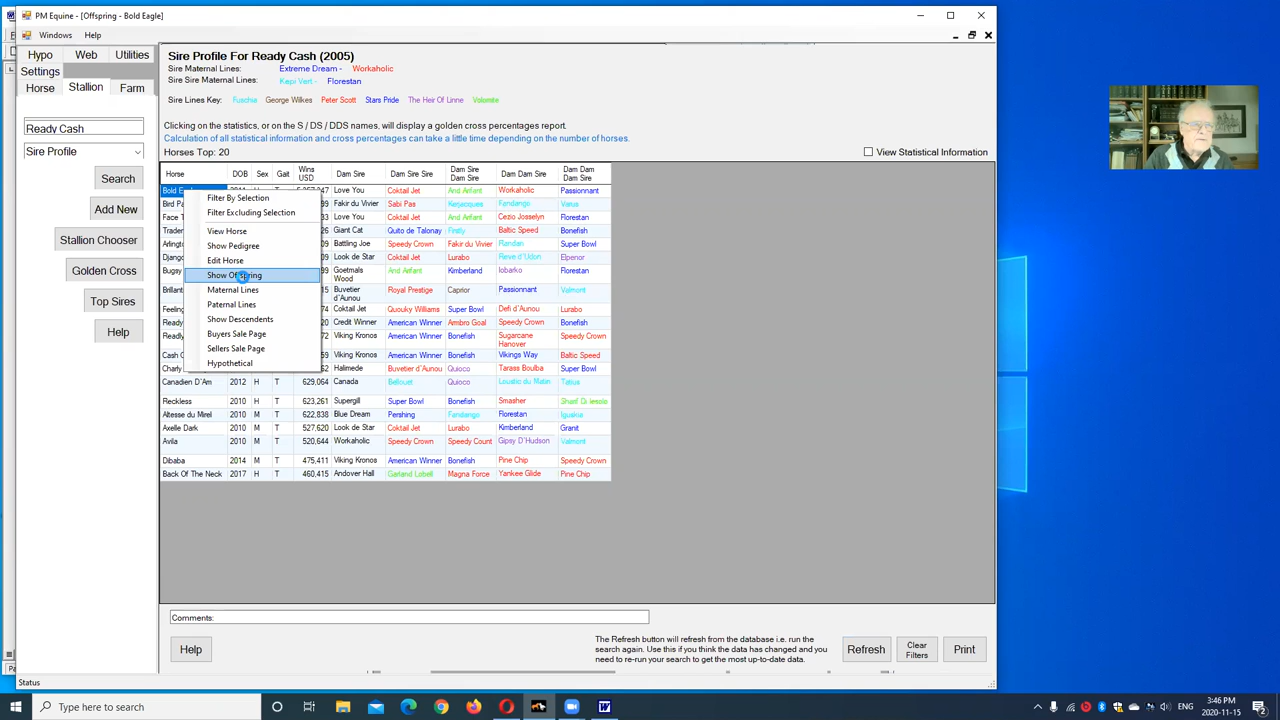 PM Equine - [Offspring - Bold Eagle]
Windows Help
Hypo Web Utilities
Settings
Horse Stallion Farm
Ready Cash
Sire Profile
Search
Add New
Stallion Chooser
Golden Cross
Top Sires
Help
Sire Profile For Ready Cash (2005)
Sire Maternal Lines: Extreme Dream - Workaholic
Sire Sire Maternal Lines: Kepi Vert - Florestan
Sire Lines Key: Fuschia George Wilkes Peter Scott Stars Pride The Heir Of Linne Volomite
Clicking on the statistics, or on the S / DS / DDS names, will display a golden cross percentages report.
Calculation of all statistical information and cross percentages can take a little time depending on the number of horses.
Horses Top: 20
View Statistical Information
Horse DOB Sex Gait Wins USD Dam Sire Dam Sire Sire Dam Sire Dam Sire Dam Dam Sire Dam Dam Dam Sire
Love You Coktail Jet And Arifant Workaholic Passionnant
Fakir du Vivier Sabi Pas Kerjacques Fandango Varus
Love You Coktail Jet And Arifant Cezio Josselyn Florestan
Giant Cat Quito de Talonay Firstly Baltic Speed Bonefish
Battling Joe Speedy Crown Fakir du Vivier Flandan Super Bowl
Look de Star Coktail Jet Lurabo Reve d'Udon Elpenor
Goetmals Wood And Arifant Kimberland Iobarko Florestan
Buvetier d'Aunou Royal Prestige Caprior Passionnant Valmont
Coktail Jet Quouky Williams Super Bowl Defi d'Aunou Lurabo
Credit Winner American Winner Ambro Goal Speedy Crown Bonefish
Viking Kronos American Winner Bonefish Sugarcane Hanover Speedy Crown
Viking Kronos American Winner Bonefish Vikings Way Baltic Speed
Halimede Buvetier d'Aunou Quioco Tarass Boulba Super Bowl
Canadien D'Am 2012 H T 629,064 Canada Bellouet Quioco Loustic du Matin Tarius
Reckless 2010 H T 623,261 Supergill Super Bowl Bonefish Smasher Sharif Di Iesolo
Altesse du Mirel 2010 M T 622,838 Blue Dream Pershing Fandango Florestan Iguskia
Axelle Dark 2010 M T 527,620 Look de Star Coktail Jet Lurabo Kimberland Granit
Avila 2010 M T 520,644 Workaholic Speedy Crown Speedy Count Gipsy D'Hudson Valmont
Dibaba 2014 M T 475,411 Viking Kronos American Winner Bonefish Pine Chip Speedy Crown
Back Of The Neck 2017 H T 460,415 Andover Hall Garland Lobell Magna Force Yankee Glide Pine Chip
Filter By Selection
Filter Excluding Selection
View Horse
Show Pedigree
Edit Horse
Show Offspring
Maternal Lines
Paternal Lines
Show Descendents
Buyers Sale Page
Sellers Sale Page
Hypothetical
Comments:
Help
The Refresh button will refresh from the database i.e. run the
search again. Use this if you think the data has changed and you
need to re-run your search to get the most up-to-date data.
Refresh
Clear
Filters
Print
Status
Type here to search
ENG
3:46 PM
2020-11-15